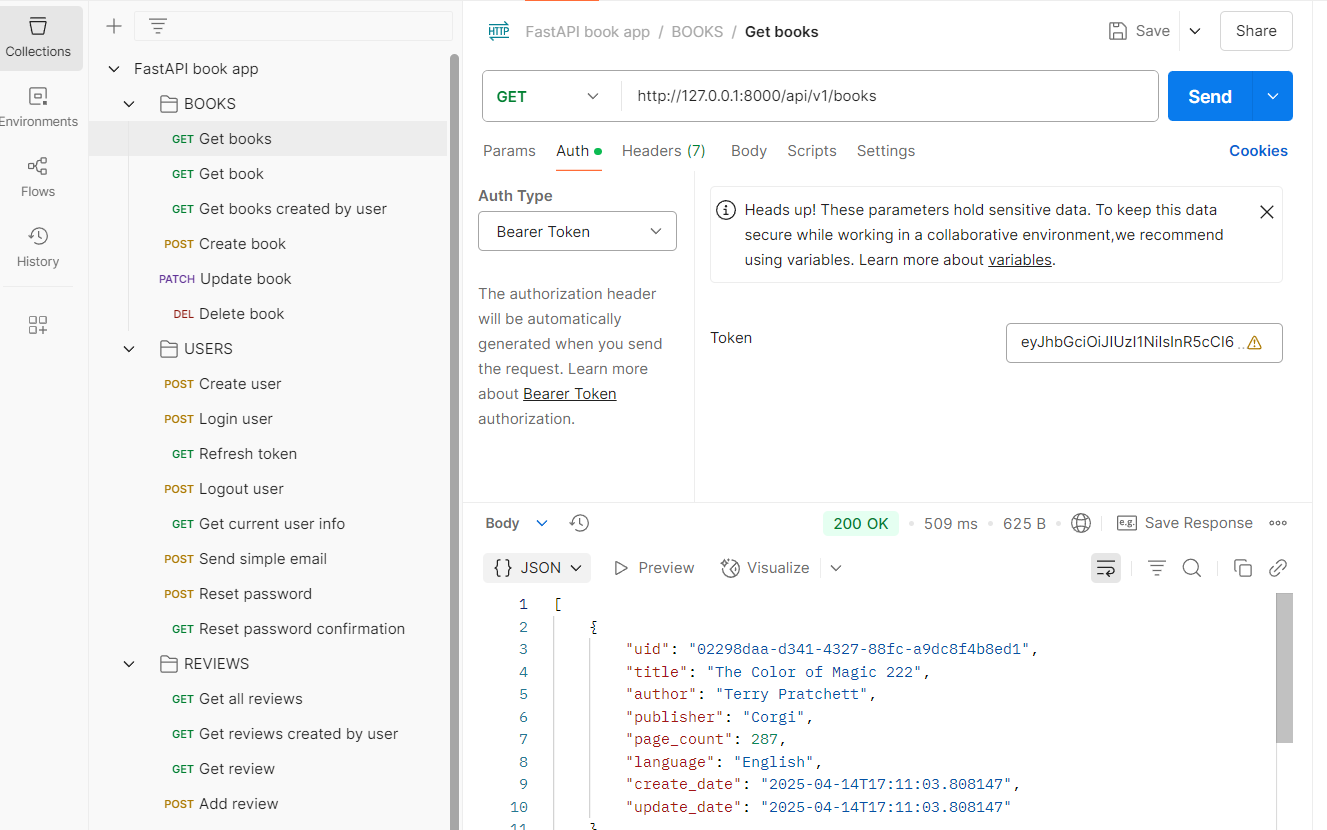 Collections
Environments
Flows
History
FastAPI book app
BOOKS
GET Get books
GET Get book
GET Get books created by user
POST Create book
PATCH Update book
DEL Delete book
USERS
POST Create user
POST Login user
GET Refresh token
POST Logout user
GET Get current user info
POST Send simple email
POST Reset password
GET Reset password confirmation
REVIEWS
GET Get all reviews
GET Get reviews created by user
GET Get review
POST Add review
HTTP FastAPI book app / BOOKS / Get books
Save
Share
GET http://127.0.0.1:8000/api/v1/books
Send
Params Auth Headers (7) Body Scripts Settings
Cookies
Auth Type
Bearer Token
The authorization header
will be automatically
generated when you send
the request. Learn more
about Bearer Token
authorization.
Heads up! These parameters hold sensitive data. To keep this data
secure while working in a collaborative environment,we recommend
using variables. Learn more about variables.
Token
eyJhbGciOiJIUzI1NiIsInR5cCI6 ..
Body
200 OK 509 ms 625 B
e.g. Save Response
{} JSON Preview Visualize
1 [
2 {
3 "uid": "02298daa-d341-4327-88fc-a9dc8f4b8ed1",
4 "title": "The Color of Magic 222",
5 "author": "Terry Pratchett",
6 "publisher": "Corgi",
7 "page_count": 287,
8 "language": "English",
9 "create_date": "2025-04-14T17:11:03.808147",
10 "update_date": "2025-04-14T17:11:03.808147"
11 }